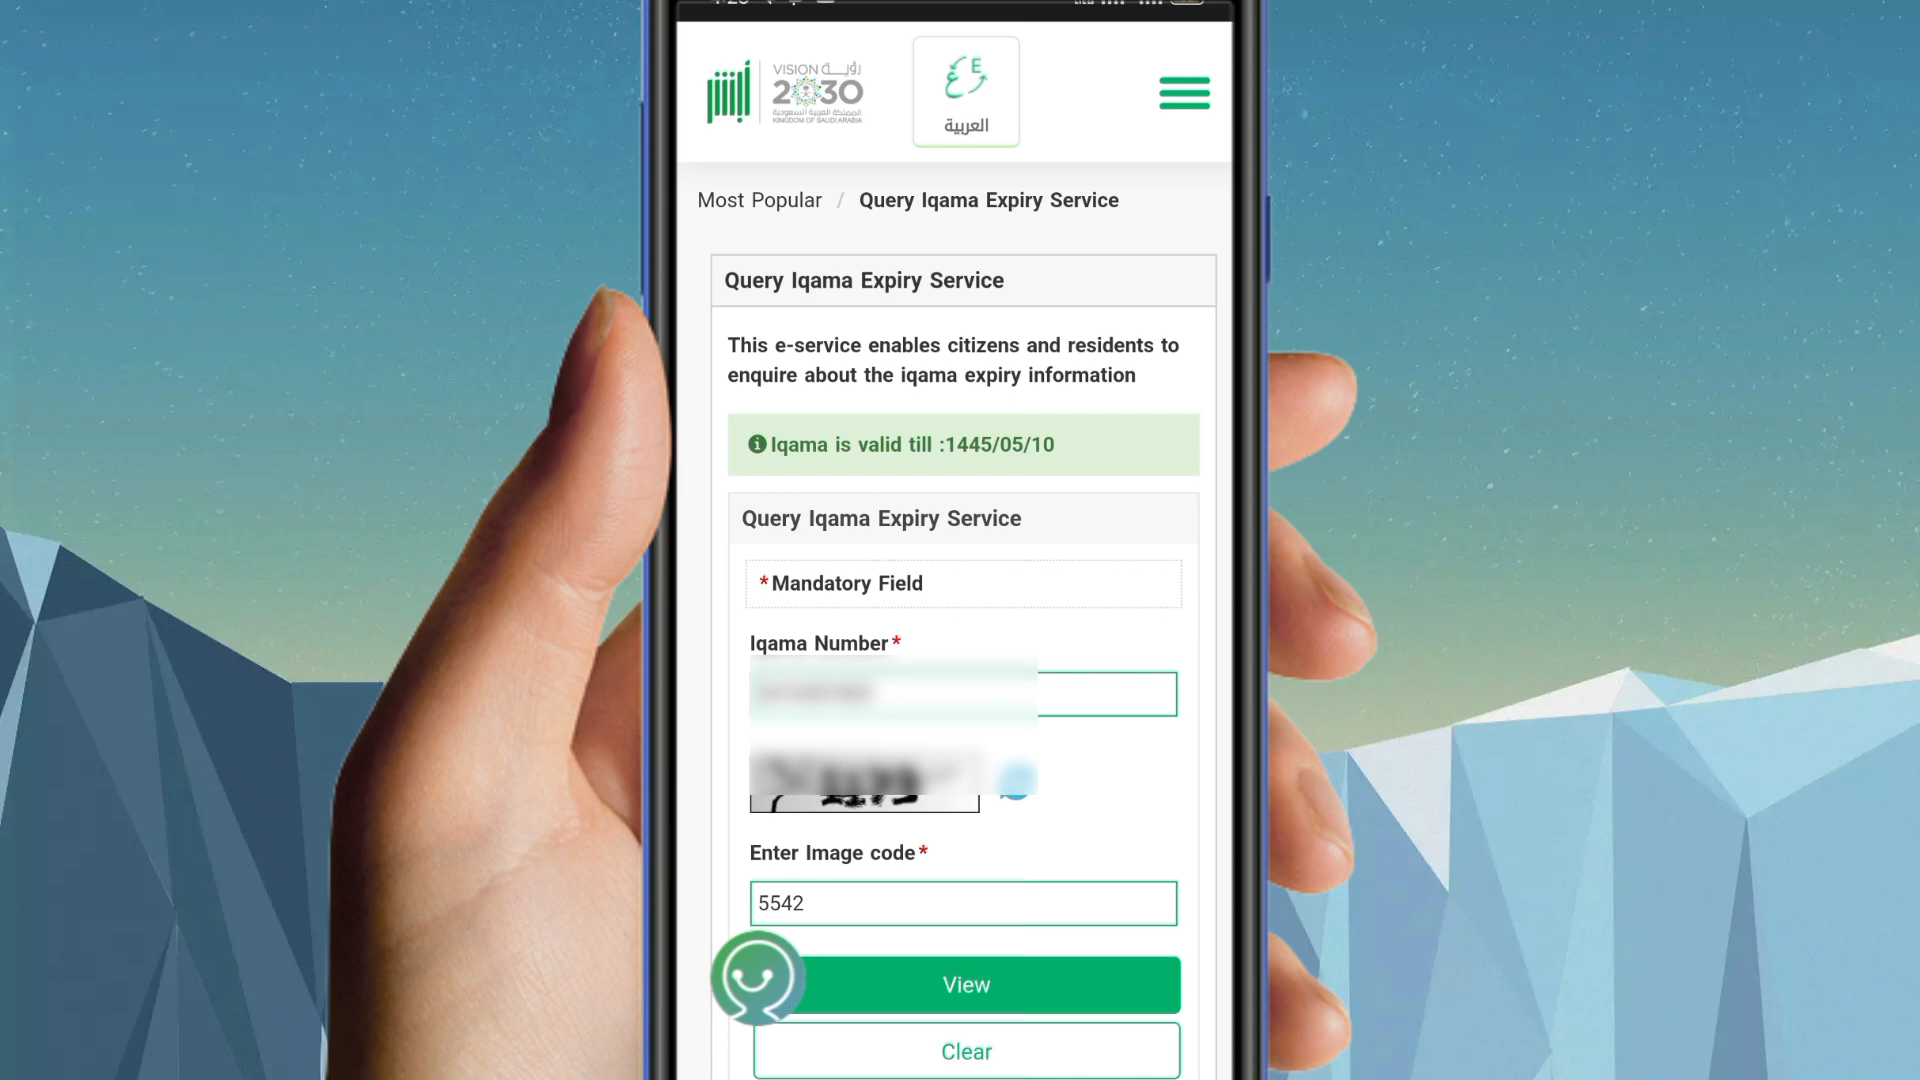 أبشر
VISION رؤيــة
2030
المملكة العربية السعودية
KINGDOM OF SAUDI ARABIA
E
ع
العربية
Most Popular / Query Iqama Expiry Service
Query Iqama Expiry Service
This e-service enables citizens and residents to
enquire about the iqama expiry information
Iqama is valid till :1445/05/10
Query Iqama Expiry Service
*Mandatory Field
Iqama Number*
Enter Image code*
5542
View
Clear